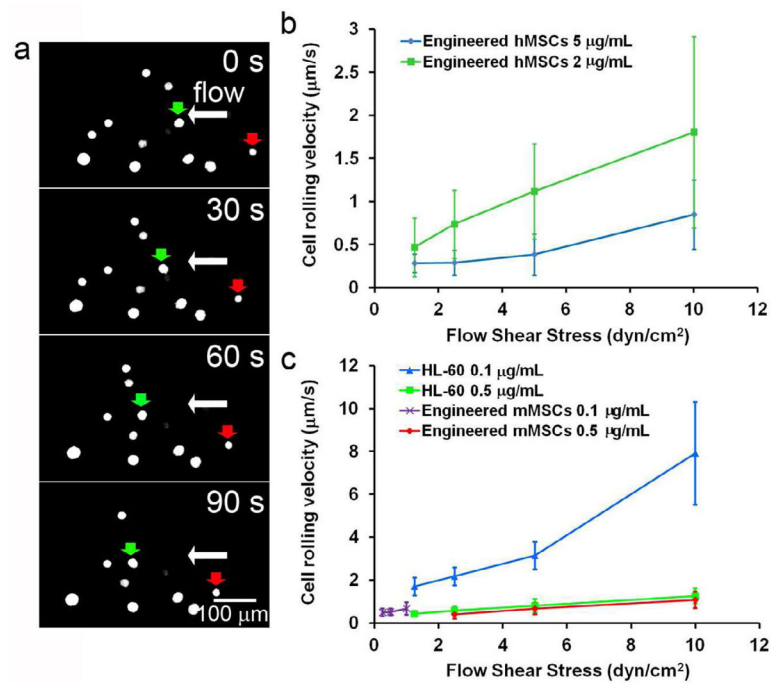 a
0 s
flow
30 s
60 s
90 s
100 μm
b
Engineered hMSCs 5 μg/mL
Engineered hMSCs 2 μg/mL
Cell rolling velocity (μm/s)
3
2.5
2
1.5
1
0.5
0
0 2 4 6 8 10 12
Flow Shear Stress (dyn/cm²)
c
HL-60 0.1 μg/mL
HL-60 0.5 μg/mL
Engineered mMSCs 0.1 μg/mL
Engineered mMSCs 0.5 μg/mL
Cell rolling velocity (μm/s)
12
10
8
6
4
2
0
0 2 4 6 8 10 12
Flow Shear Stress (dyn/cm²)